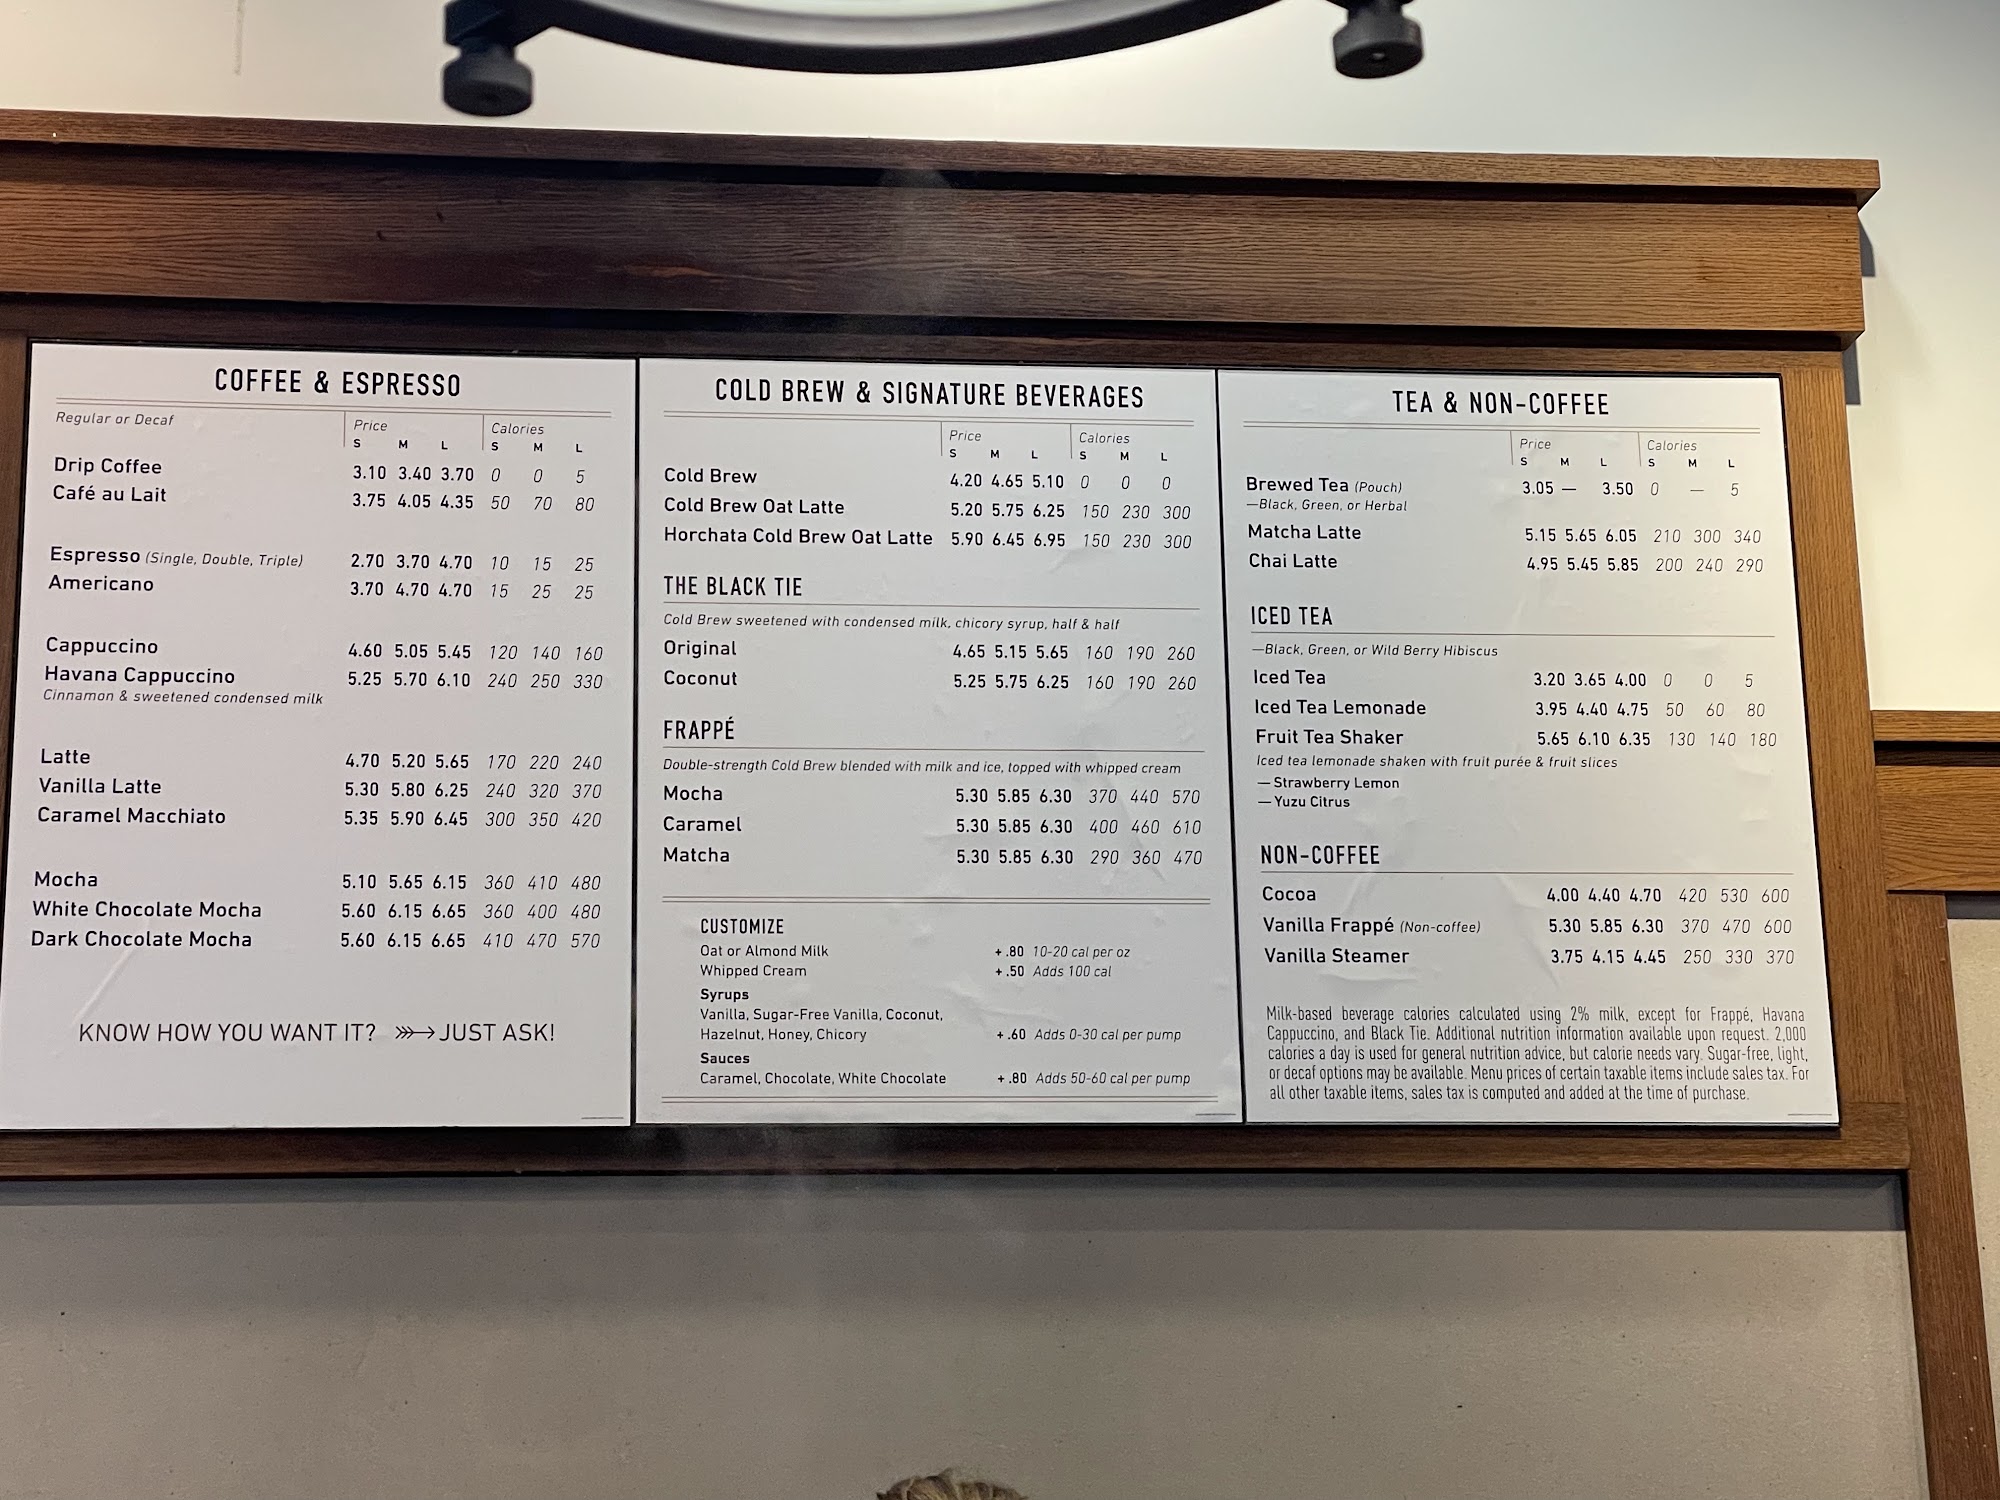 COFFEE & ESPRESSO
Regular or Decaf Price Calories
S M L S M L
Drip Coffee 3.10 3.40 3.70 0 0 5
Café au Lait 3.75 4.05 4.35 50 70 80
Espresso (Single, Double, Triple) 2.70 3.70 4.70 10 15 25
Americano 3.70 4.70 4.70 15 25 25
Cappuccino 4.60 5.05 5.45 120 140 160
Havana Cappuccino 5.25 5.70 6.10 240 250 330
Cinnamon & sweetened condensed milk
Latte 4.70 5.20 5.65 170 220 240
Vanilla Latte 5.30 5.80 6.25 240 320 370
Caramel Macchiato 5.35 5.90 6.45 300 350 420
Mocha 5.10 5.65 6.15 360 410 480
White Chocolate Mocha 5.60 6.15 6.65 360 400 480
Dark Chocolate Mocha 5.60 6.15 6.65 410 470 570
KNOW HOW YOU WANT IT? JUST ASK!
COLD BREW & SIGNATURE BEVERAGES
Price Calories
S M L S M L
Cold Brew 4.20 4.65 5.10 0 0 0
Cold Brew Oat Latte 5.20 5.75 6.25 150 230 300
Horchata Cold Brew Oat Latte 5.90 6.45 6.95 150 230 300
THE BLACK TIE
Cold Brew sweetened with condensed milk, chicory syrup, half & half
Original 4.65 5.15 5.65 160 190 260
Coconut 5.25 5.75 6.25 160 190 260
FRAPPÉ
Double-strength Cold Brew blended with milk and ice, topped with whipped cream
Mocha 5.30 5.85 6.30 370 440 570
Caramel 5.30 5.85 6.30 400 460 610
Matcha 5.30 5.85 6.30 290 360 470
CUSTOMIZE
Oat or Almond Milk +.80 10-20 cal per oz
Whipped Cream +.50 Adds 100 cal
Syrups
Vanilla, Sugar-Free Vanilla, Coconut,
Hazelnut, Honey, Chicory +.60 Adds 0-30 cal per pump
Sauces
Caramel, Chocolate, White Chocolate +.80 Adds 50-60 cal per pump
TEA & NON-COFFEE
Price Calories
S M L S M L
Brewed Tea (Pouch) 3.05 — 3.50 0 — 5
—Black, Green, or Herbal
Matcha Latte 5.15 5.65 6.05 210 300 340
Chai Latte 4.95 5.45 5.85 200 240 290
ICED TEA
—Black, Green, or Wild Berry Hibiscus
Iced Tea 3.20 3.65 4.00 0 0 5
Iced Tea Lemonade 3.95 4.40 4.75 50 60 80
Fruit Tea Shaker 5.65 6.10 6.35 130 140 180
Iced tea lemonade shaken with fruit purée & fruit slices
— Strawberry Lemon
— Yuzu Citrus
NON-COFFEE
Cocoa 4.00 4.40 4.70 420 530 600
Vanilla Frappé (Non-coffee) 5.30 5.85 6.30 370 470 600
Vanilla Steamer 3.75 4.15 4.45 250 330 370
Milk-based beverage calories calculated using 2% milk, except for Frappé, Havana
Cappuccino, and Black Tie. Additional nutrition information available upon request. 2,000
calories a day is used for general nutrition advice, but calorie needs vary. Sugar-free, light,
or decaf options may be available. Menu prices of certain taxable items include sales tax. For
all other taxable items, sales tax is computed and added at the time of purchase.